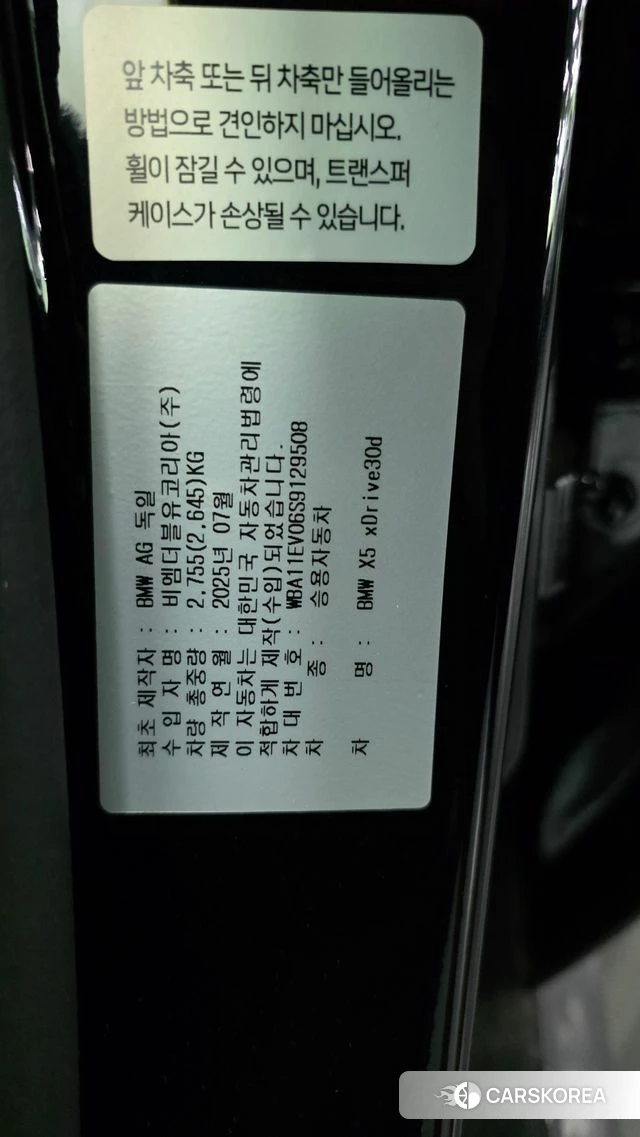 앞 차축 또는 뒤 차축만 들어올리는
방법으로 견인하지 마십시오.
휠이 잠길 수 있으며, 트랜스퍼
케이스가 손상될 수 있습니다.
최초 제작자 : BMW AG 독일
수 입 자 명 : 비엠더블유코리아(주)
차량 총중량 : 2,755(2,645)KG
제 작 연 월 : 2025년 07월
이 자동차는 대한민국 자동차관리법령에
적합하게 제작(수입)되었습니다.
차 대 번 호 : WBA11EV06S9129508
차 종 : 승용자동차
차 명 : BMW X5 xDrive30d
CARSKOREA